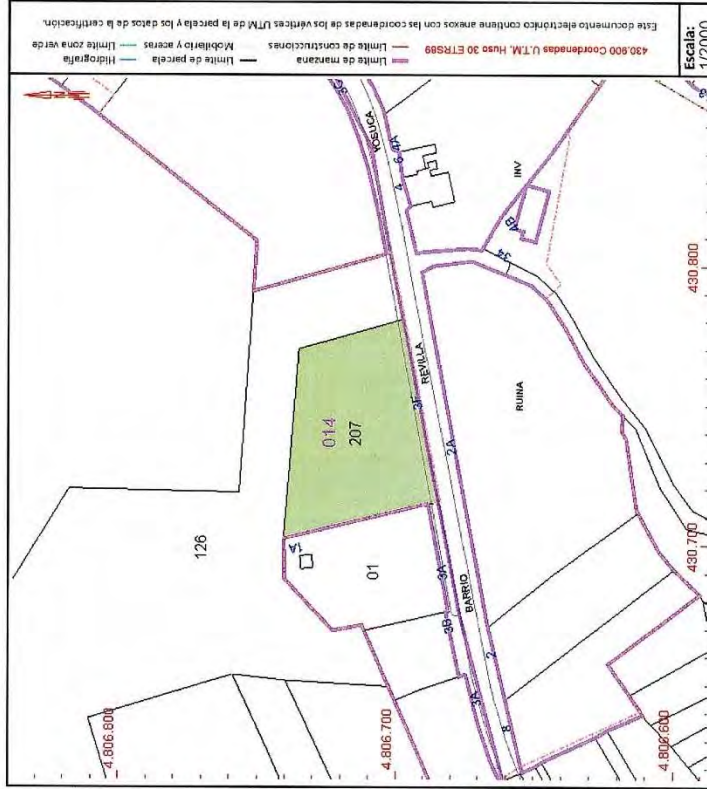 Este documento electrónico contiene anexos con las coordenadas de los vértices UTM de la parcela y los datos de la certificación.
430.900 Coordenadas U.T.M. Huso 30 ETRS89
Límite de manzana
Límite de construcciones
Límite de parcela
Mobiliario y aceras
Hidrografía
Límite zona verde
Escala:
1/2000
N
126
014
207
1A
01
3C
YOSUCA
4
6
4A
INV
4B
34
REVILLA
3F
2A
RUINA
3A
3B
BARRIO
3A
2
8
4.806.800
4.806.700
4.806.600
430.800
430.700